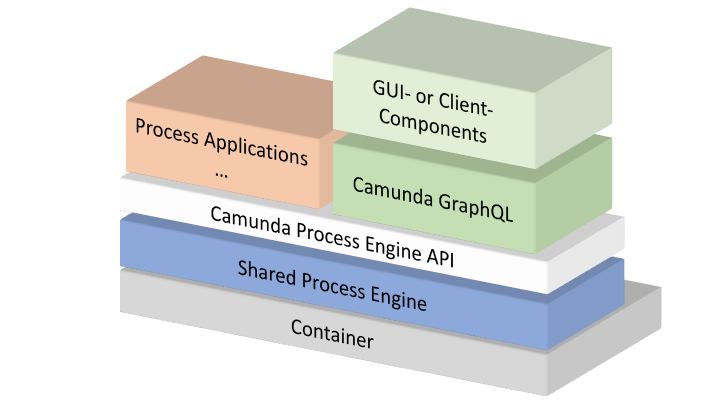 GUI- or Client-
Components
Process Applications
...
Camunda GraphQL
Camunda Process Engine API
Shared Process Engine
Container